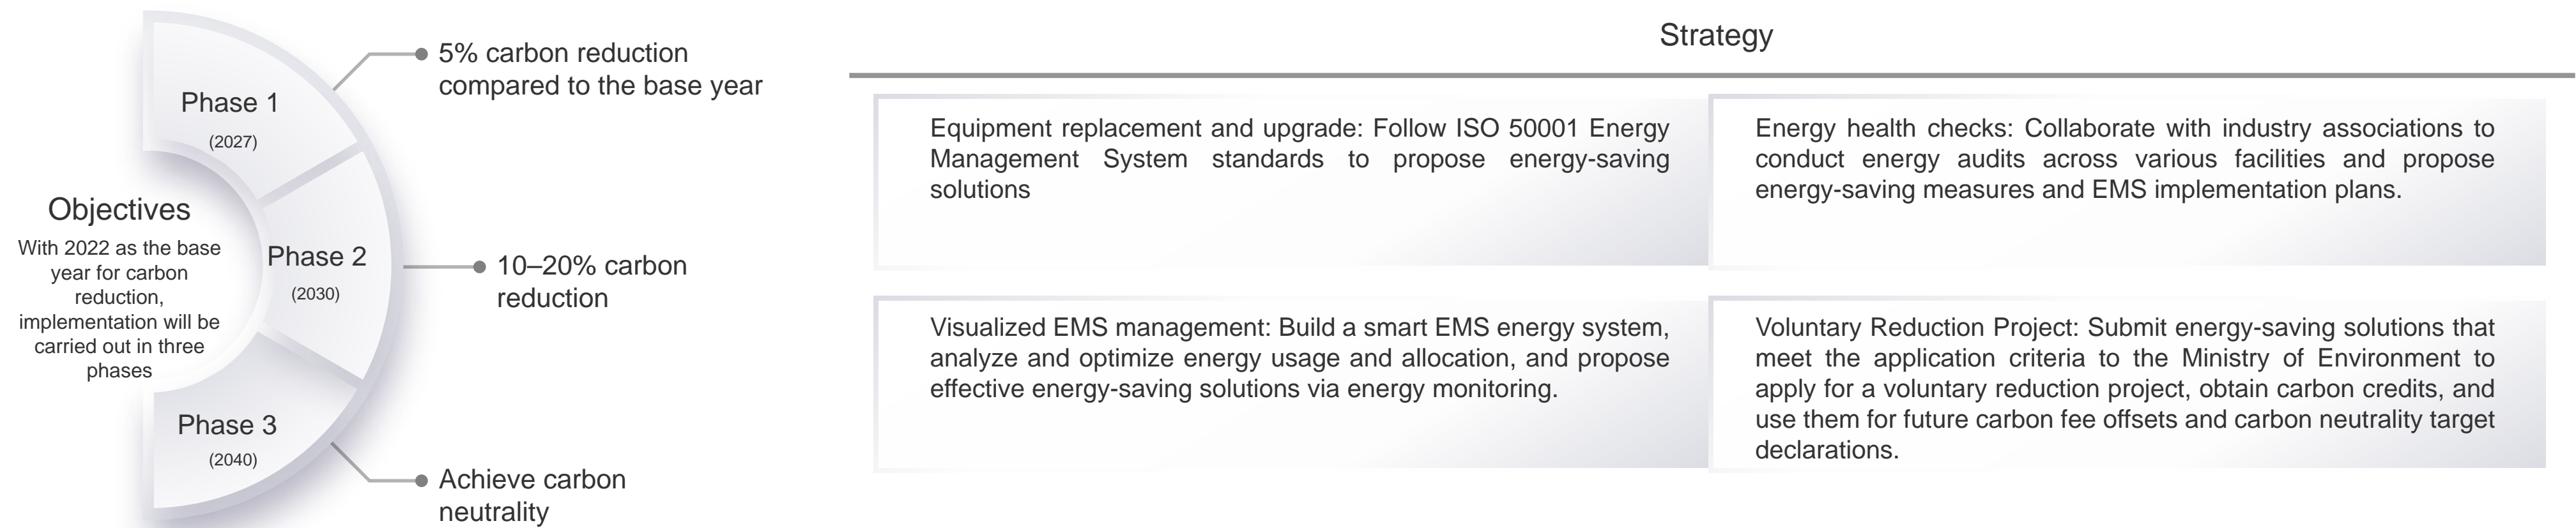 Objectives
With 2022 as the base
year for carbon
reduction,
implementation will be
carried out in three
phases
Phase 1
(2027)
5% carbon reduction
compared to the base year
Phase 2
(2030)
10–20% carbon
reduction
Phase 3
(2040)
Achieve carbon
neutrality
Strategy
Equipment replacement and upgrade: Follow ISO 50001 Energy
Management System standards to propose energy-saving
solutions
Energy health checks: Collaborate with industry associations to
conduct energy audits across various facilities and propose
energy-saving measures and EMS implementation plans.
Visualized EMS management: Build a smart EMS energy system,
analyze and optimize energy usage and allocation, and propose
effective energy-saving solutions via energy monitoring.
Voluntary Reduction Project: Submit energy-saving solutions that
meet the application criteria to the Ministry of Environment to
apply for a voluntary reduction project, obtain carbon credits, and
use them for future carbon fee offsets and carbon neutrality target
declarations.